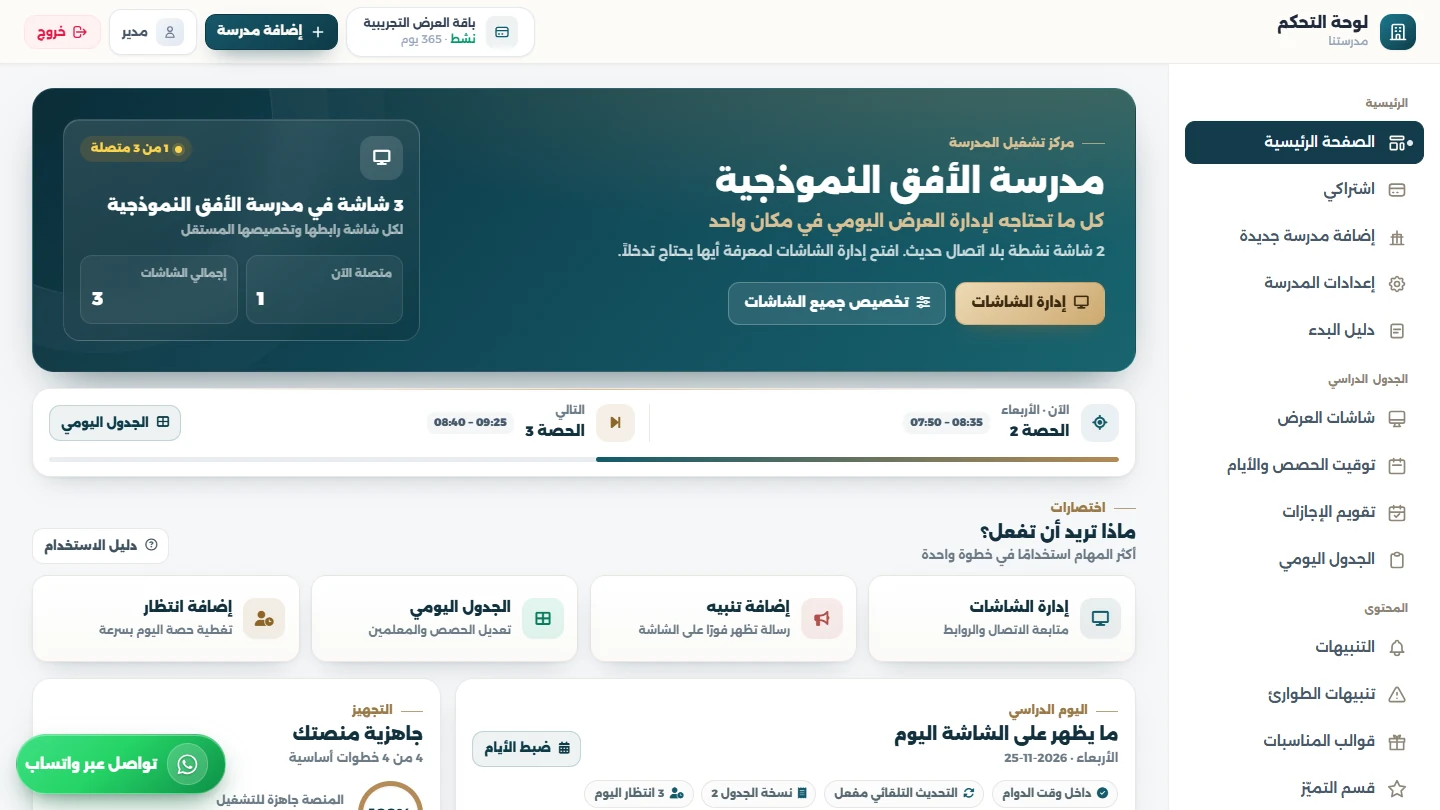 لوحة التحكم
مدرستنا
باقة العرض التجريبية
نشط · 365 يوم
إضافة مدرسة
مدير
خروج
الرئيسية
الصفحة الرئيسية
اشتراكي
إضافة مدرسة جديدة
إعدادات المدرسة
دليل البدء
الجدول الدراسي
شاشات العرض
توقيت الحصص والأيام
تقويم الإجازات
الجدول اليومي
المحتوى
التنبيهات
تنبيهات الطوارئ
قوالب المناسبات
قسم التميّز
مركز تشغيل المدرسة
مدرسة الأفق النموذجية
كل ما تحتاجه لإدارة العرض اليومي في مكان واحد
2 شاشة نشطة بلا اتصال حديث. افتح إدارة الشاشات لمعرفة أيها يحتاج تدخلاً.
إدارة الشاشات
تخصيص جميع الشاشات
1 من 3 متصلة
3 شاشة في مدرسة الأفق النموذجية
لكل شاشة رابطها وتخصيصها المستقل
متصلة الآن
1
إجمالي الشاشات
3
الآن · الأربعاء
الحصة 2
07:50 – 08:35
التالي
الحصة 3
08:40 – 09:25
الجدول اليومي
اختصارات
ماذا تريد أن تفعل؟
أكثر المهام استخدامًا في خطوة واحدة
دليل الاستخدام
إدارة الشاشات
متابعة الاتصال والروابط
إضافة تنبيه
رسالة تظهر فورًا على الشاشة
الجدول اليومي
تعديل الحصص والمعلمين
إضافة انتظار
تغطية حصة اليوم بسرعة
اليوم الدراسي
ما يظهر على الشاشة اليوم
الأربعاء · 2026-11-25
ضبط الأيام
داخل وقت الدوام
التحديث التلقائي مفعل
نسخة الجدول 2
3 انتظار اليوم
التجهيز
جاهزية منصتك
4 من 4 خطوات أساسية
المنصة جاهزة للتشغيل
تواصل عبر واتساب